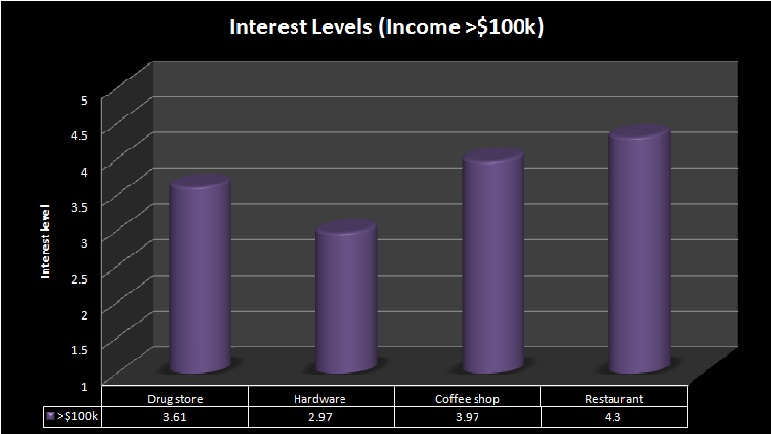 Interest Levels (Income >$100k)
Interest level
5
4.5
4
3.5
3
2.5
2
1.5
1
Drug store Hardware Coffee shop Restaurant
>$100k 3.61 2.97 3.97 4.3